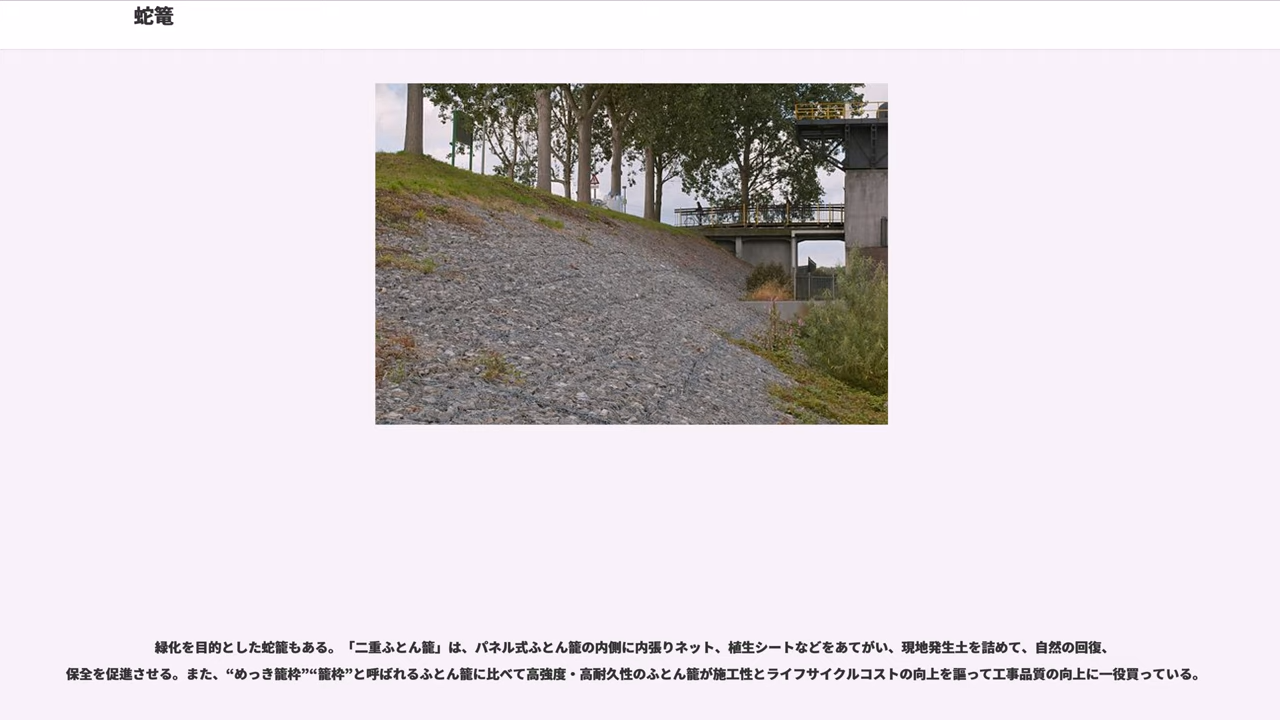 蛇篭
緑化を目的とした蛇籠もある。「二重ふとん籠」は、パネル式ふとん籠の内側に内張りネット、植生シートなどをあてがい、現地発生土を詰めて、自然の回復、
保全を促進させる。また、“めっき籠枠”“籠枠”と呼ばれるふとん籠に比べて高強度・高耐久性のふとん籠が施工性とライフサイクルコストの向上を謳って工事品質の向上に一役買っている。